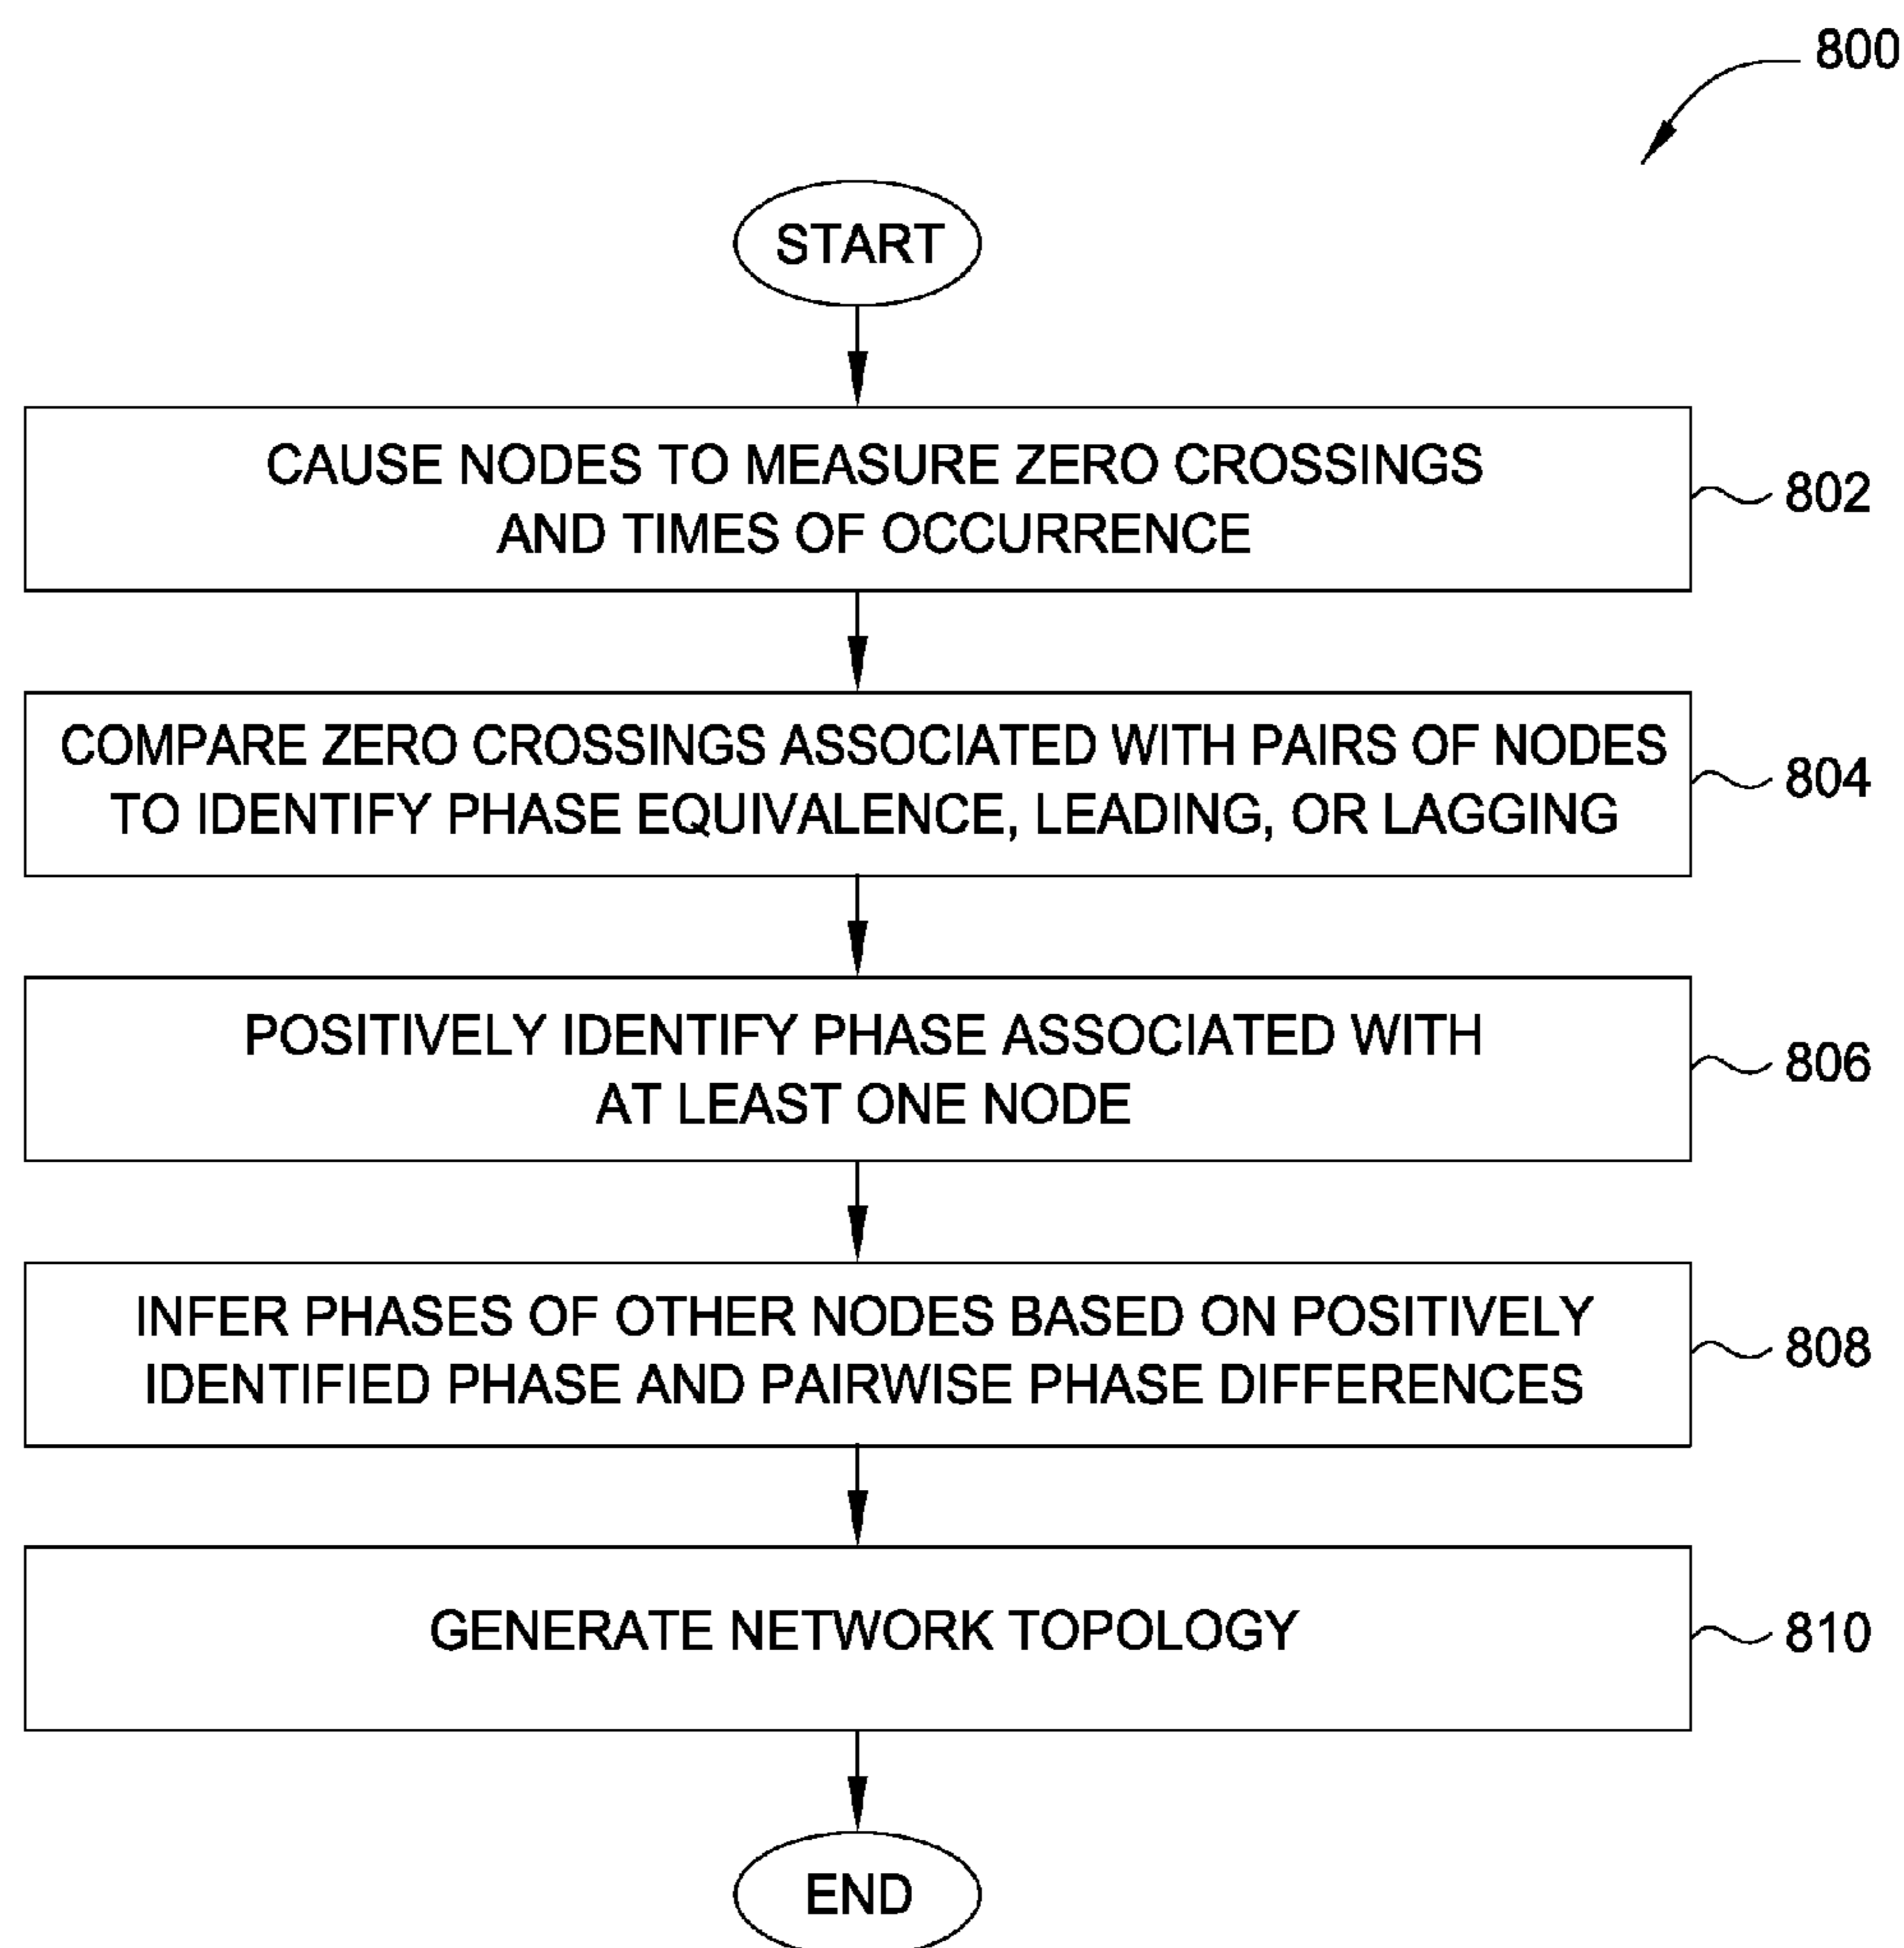 800
START
CAUSE NODES TO MEASURE ZERO CROSSINGS
AND TIMES OF OCCURRENCE
802
COMPARE ZERO CROSSINGS ASSOCIATED WITH PAIRS OF NODES
TO IDENTIFY PHASE EQUIVALENCE, LEADING, OR LAGGING
804
POSITIVELY IDENTIFY PHASE ASSOCIATED WITH
AT LEAST ONE NODE
806
INFER PHASES OF OTHER NODES BASED ON POSITIVELY
IDENTIFIED PHASE AND PAIRWISE PHASE DIFFERENCES
808
GENERATE NETWORK TOPOLOGY
810
END